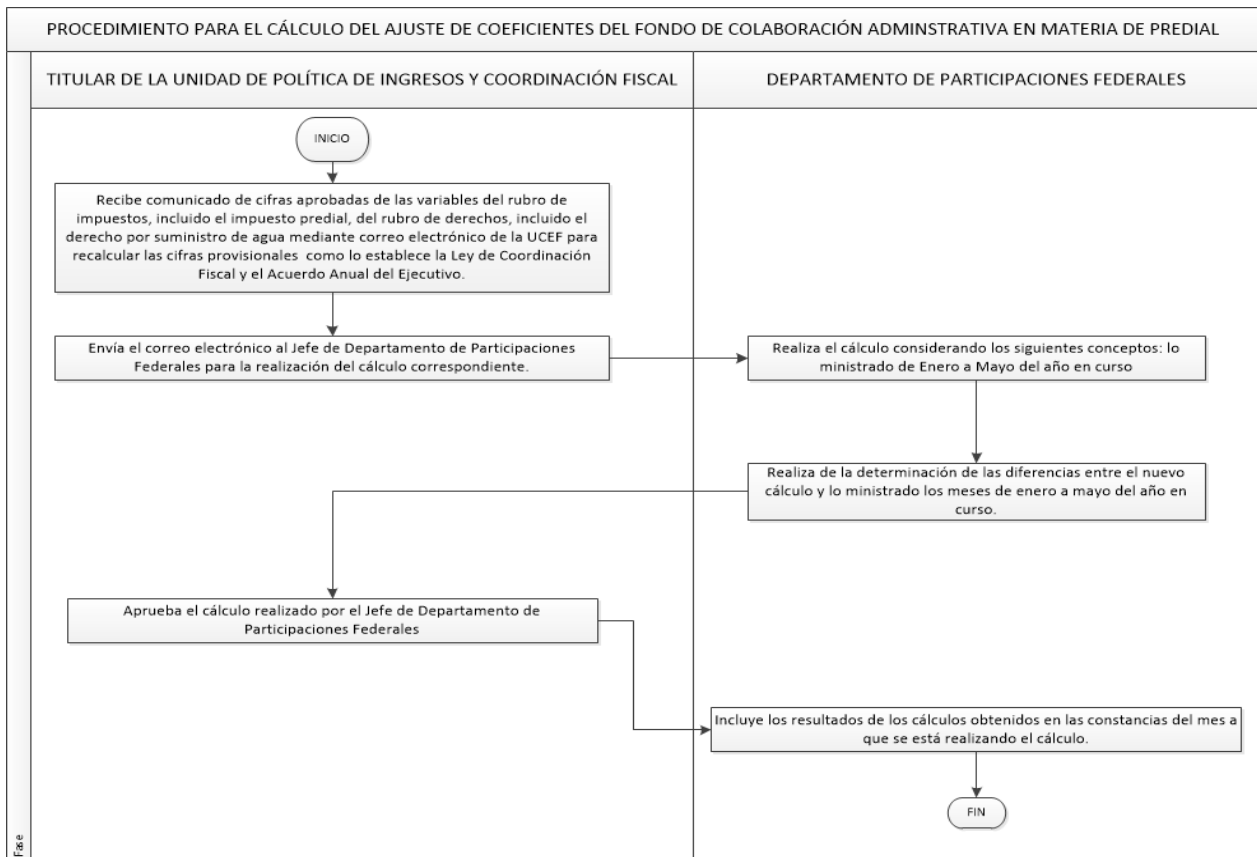 PROCEDIMIENTO PARA EL CÁLCULO DEL AJUSTE DE COEFICIENTES DEL FONDO DE COLABORACIÓN ADMINSTRATIVA EN MATERIA DE PREDIAL
TITULAR DE LA UNIDAD DE POLÍTICA DE INGRESOS Y COORDINACIÓN FISCAL
DEPARTAMENTO DE PARTICIPACIONES FEDERALES
INICIO
Recibe comunicado de cifras aprobadas de las variables del rubro de
impuestos, incluido el impuesto predial, del rubro de derechos, incluido el
derecho por suministro de agua mediante correo electrónico de la UCEF para
recalcular las cifras provisionales como lo establece la Ley de Coordinación
Fiscal y el Acuerdo Anual del Ejecutivo.
Envía el correo electrónico al Jefe de Departamento de Participaciones
Federales para la realización del cálculo correspondiente.
Realiza el cálculo considerando los siguientes conceptos: lo
ministrado de Enero a Mayo del año en curso
Realiza de la determinación de las diferencias entre el nuevo
cálculo y lo ministrado los meses de enero a mayo del año en
curso.
Aprueba el cálculo realizado por el Jefe de Departamento de
Participaciones Federales
Incluye los resultados de los cálculos obtenidos en las constancias del mes a
que se está realizando el cálculo.
FIN
Fase